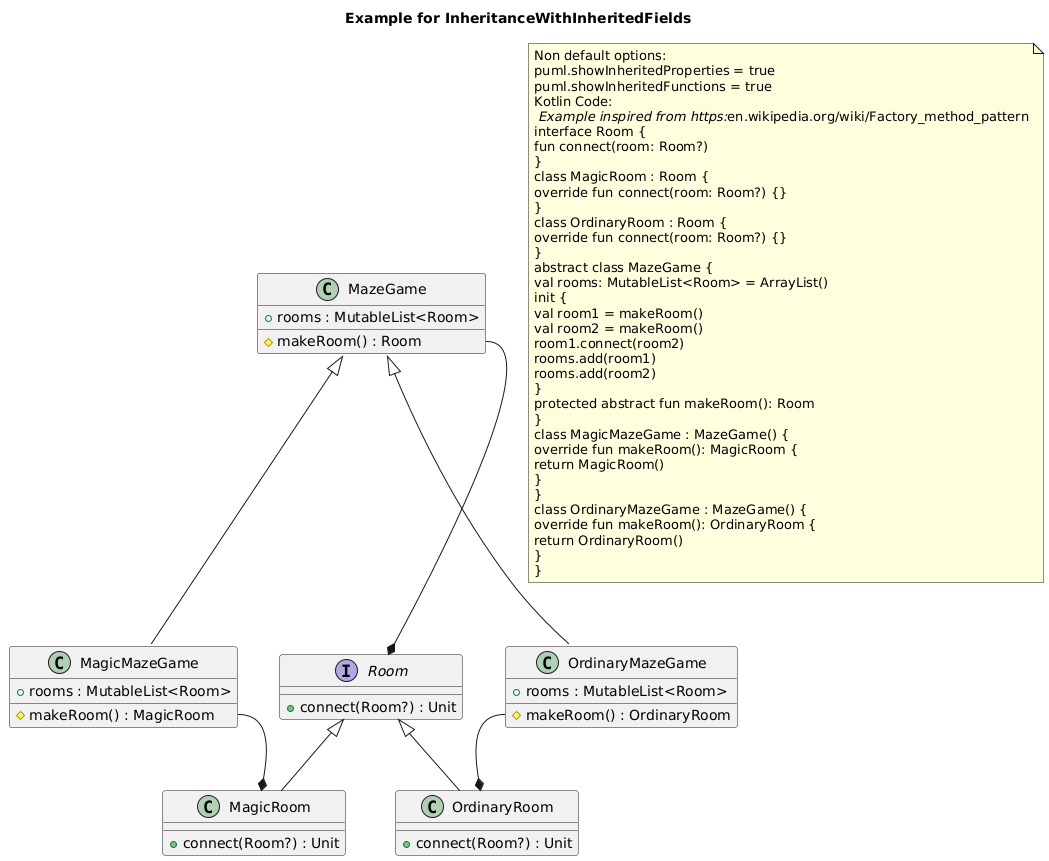 Example for InheritanceWithInheritedFields
Non default options:
puml.showInheritedProperties = true
puml.showInheritedFunctions = true
Kotlin Code:
Example inspired from https:en.wikipedia.org/wiki/Factory_method_pattern
interface Room {
fun connect(room: Room?)
}
class MagicRoom : Room {
override fun connect(room: Room?) {}
}
class OrdinaryRoom : Room {
override fun connect(room: Room?) {}
}
abstract class MazeGame {
val rooms: MutableList<Room> = ArrayList()
init {
val room1 = makeRoom()
val room2 = makeRoom()
room1.connect(room2)
rooms.add(room1)
rooms.add(room2)
}
protected abstract fun makeRoom(): Room
}
class MagicMazeGame : MazeGame() {
override fun makeRoom(): MagicRoom {
return MagicRoom()
}
}
class OrdinaryMazeGame : MazeGame() {
override fun makeRoom(): OrdinaryRoom {
return OrdinaryRoom()
}
}
C MazeGame
rooms : MutableList<Room>
makeRoom() : Room
C MagicMazeGame
rooms : MutableList<Room>
makeRoom() : MagicRoom
I Room
connect(Room?) : Unit
C OrdinaryMazeGame
rooms : MutableList<Room>
makeRoom() : OrdinaryRoom
C MagicRoom
connect(Room?) : Unit
C OrdinaryRoom
connect(Room?) : Unit